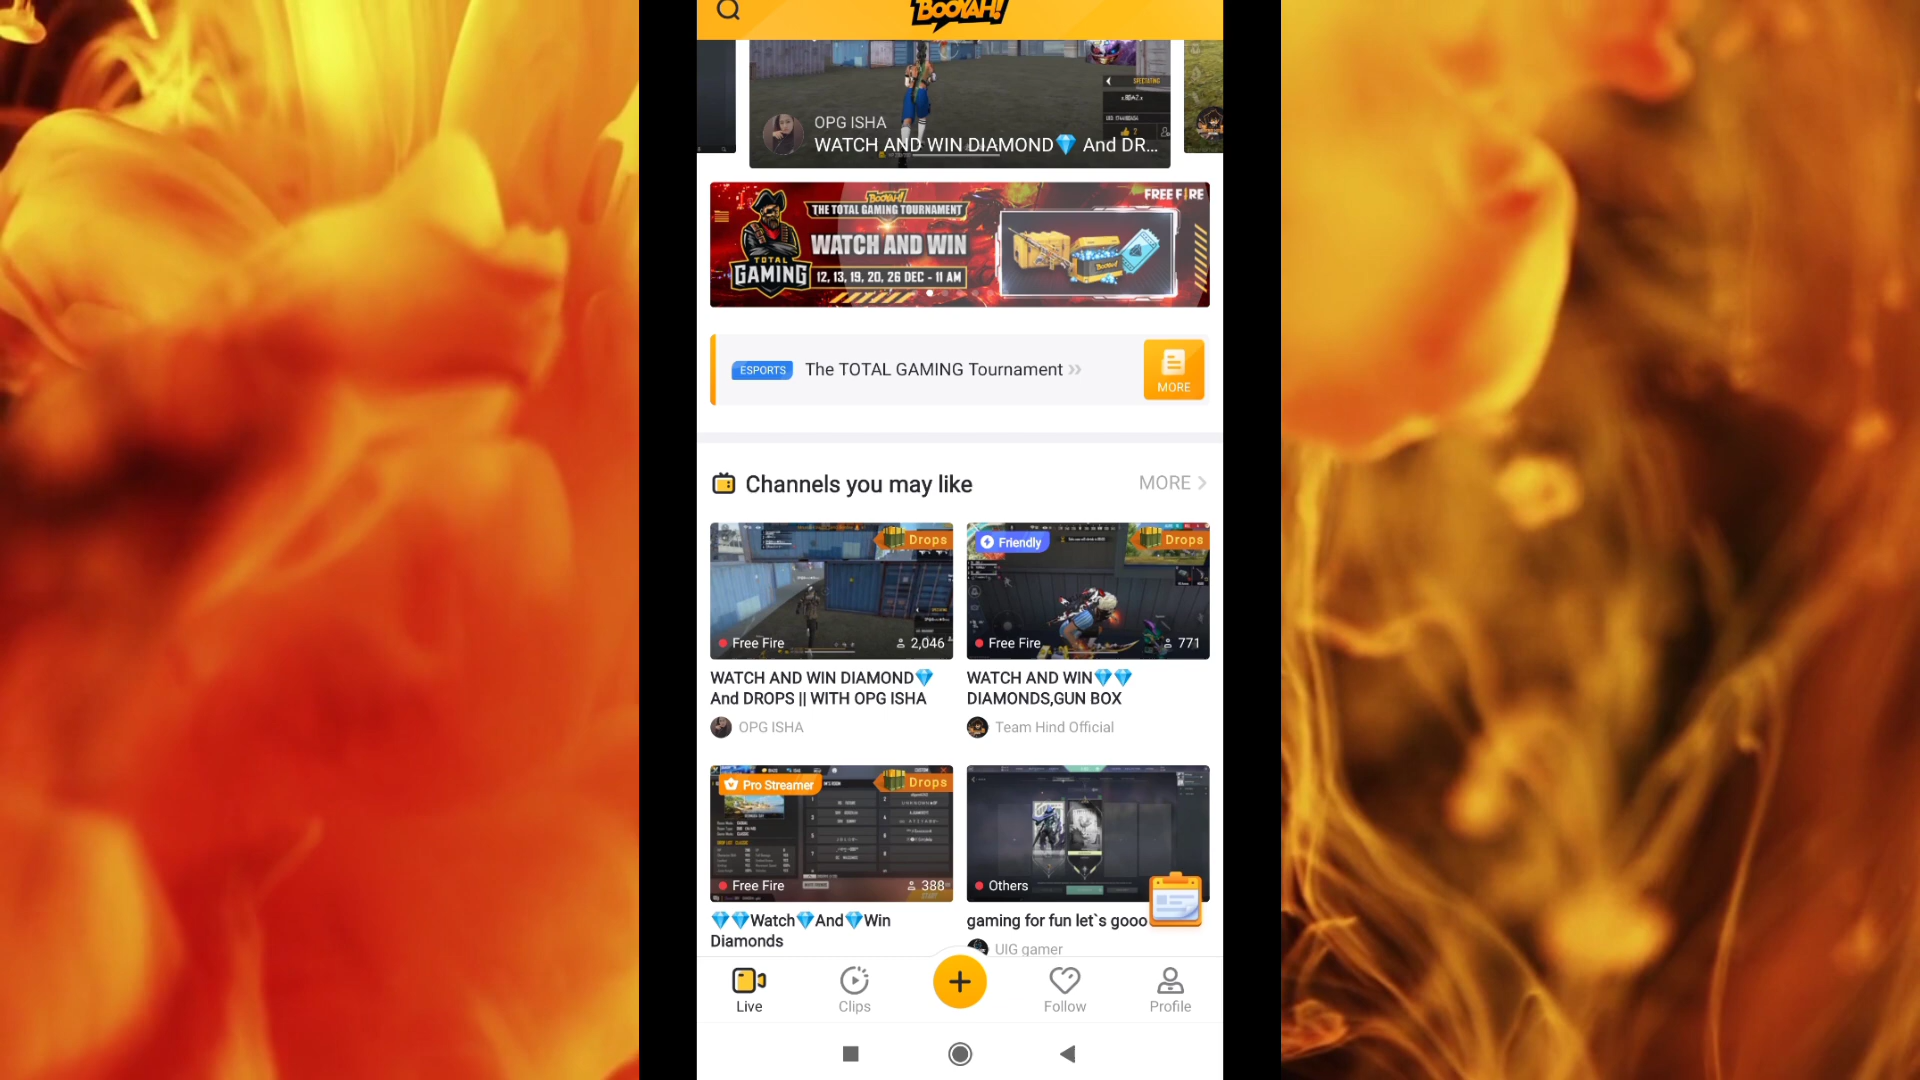 BOOYAH!
SPECTATING
OPG ISHA
WATCH AND WIN DIAMOND💎 And DR...
BOOYAH!
THE TOTAL GAMING TOURNAMENT
WATCH AND WIN
12, 13, 19, 20, 26 DEC - 11 AM
TOTAL
GAMING
FREE FIRE
BOOYAH!
ESPORTS
The TOTAL GAMING Tournament
MORE
Channels you may like
MORE
Drops
Free Fire
2,046
WATCH AND WIN DIAMOND💎
And DROPS || WITH OPG ISHA
OPG ISHA
Friendly
Drops
Free Fire
771
WATCH AND WIN💎💎
DIAMONDS,GUN BOX
Team Hind Official
Pro Streamer
Drops
Free Fire
388
💎💎Watch💎And💎Win
Diamonds
Others
gaming for fun let`s gooo
UIG gamer
Live
Clips
Follow
Profile